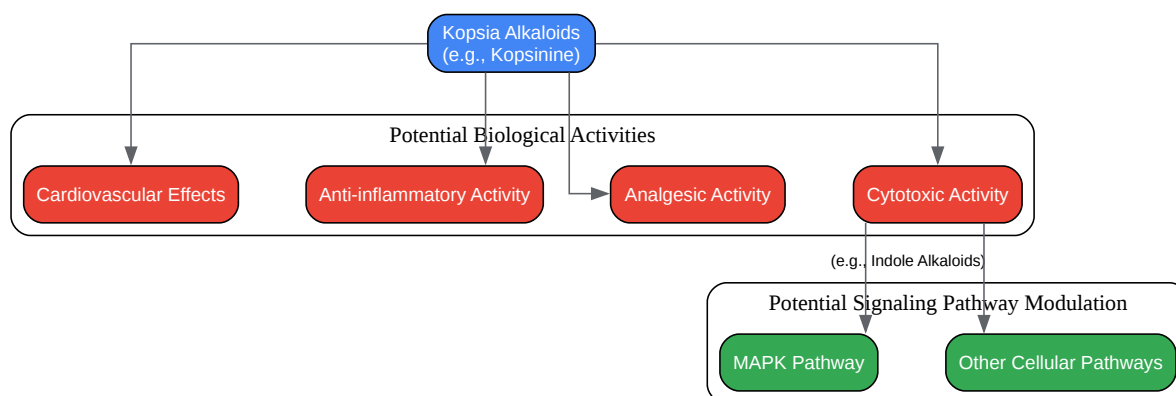 Kopsia Alkaloids
(e.g., Kopsinine)
Potential Biological Activities
Cardiovascular Effects
Anti-inflammatory Activity
Analgesic Activity
Cytotoxic Activity
(e.g., Indole Alkaloids)
Potential Signaling Pathway Modulation
MAPK Pathway
Other Cellular Pathways